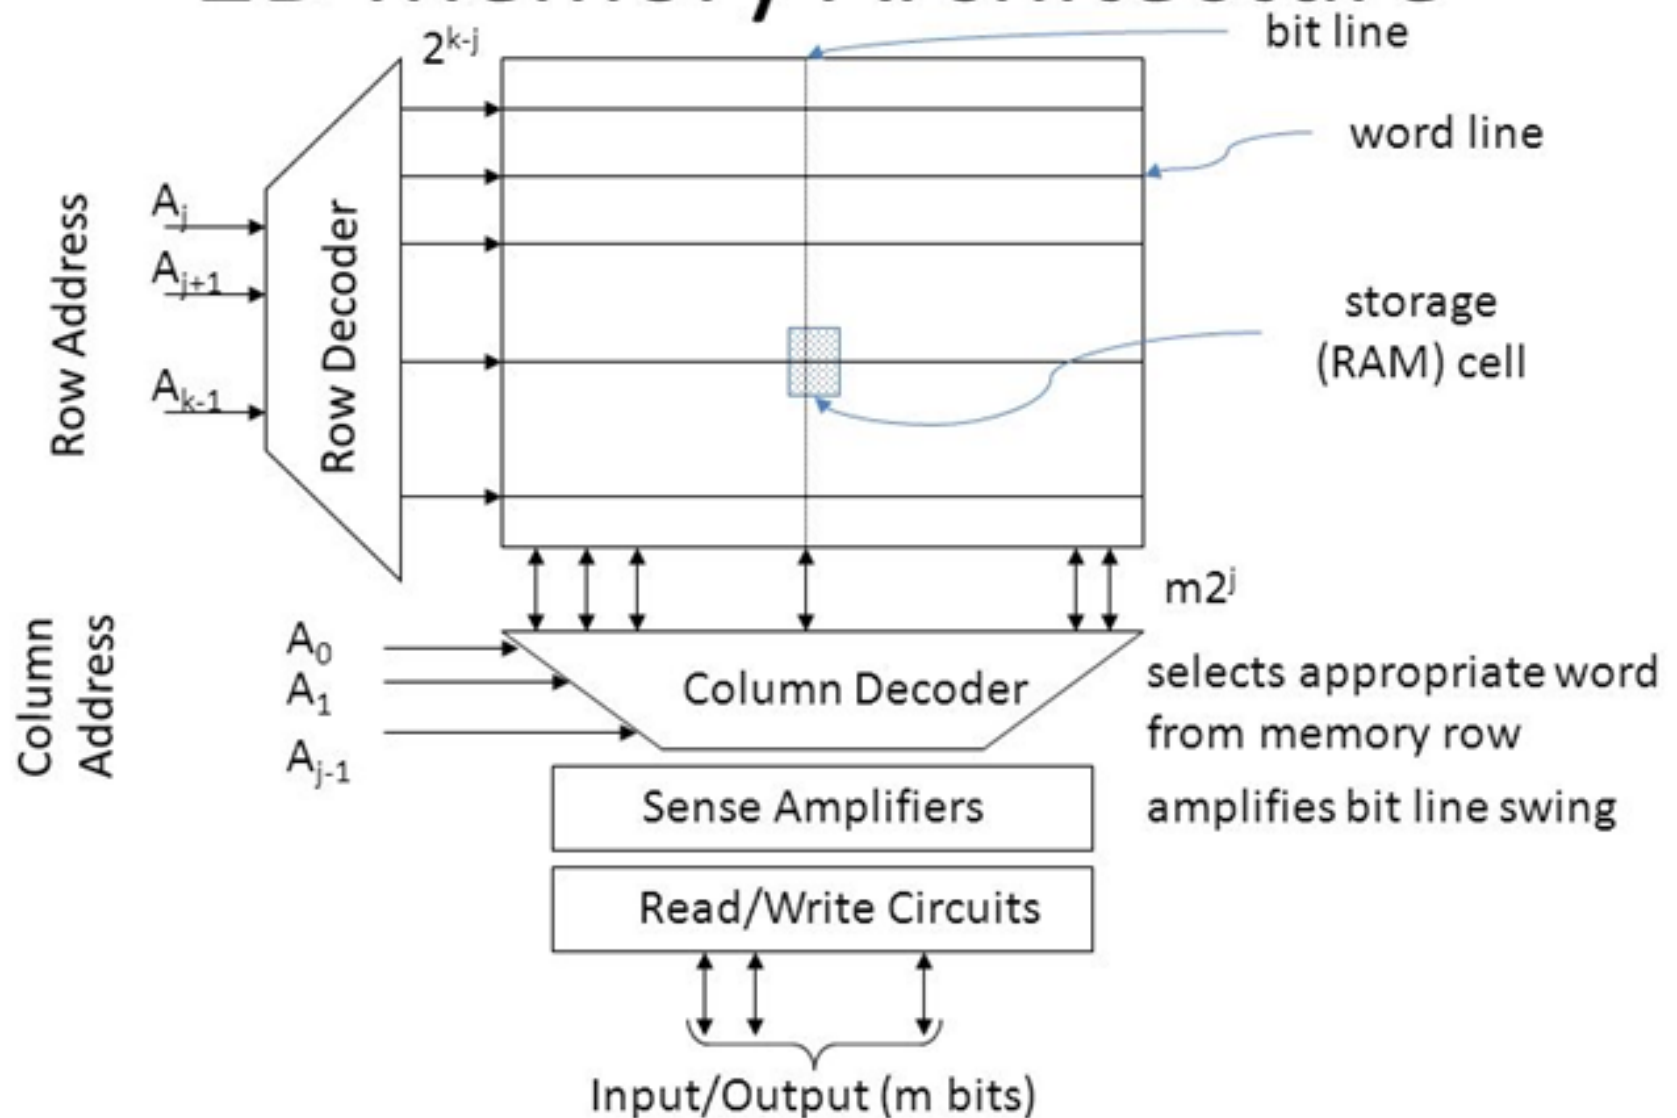 Memory Architecture
2^k-j
bit line
word line
Row Address
A_j
A_j+1
A_k-1
Row Decoder
storage
(RAM) cell
m2^j
Column
Address
A_0
A_1
A_j-1
Column Decoder
selects appropriate word
from memory row
Sense Amplifiers
amplifies bit line swing
Read/Write Circuits
Input/Output (m bits)